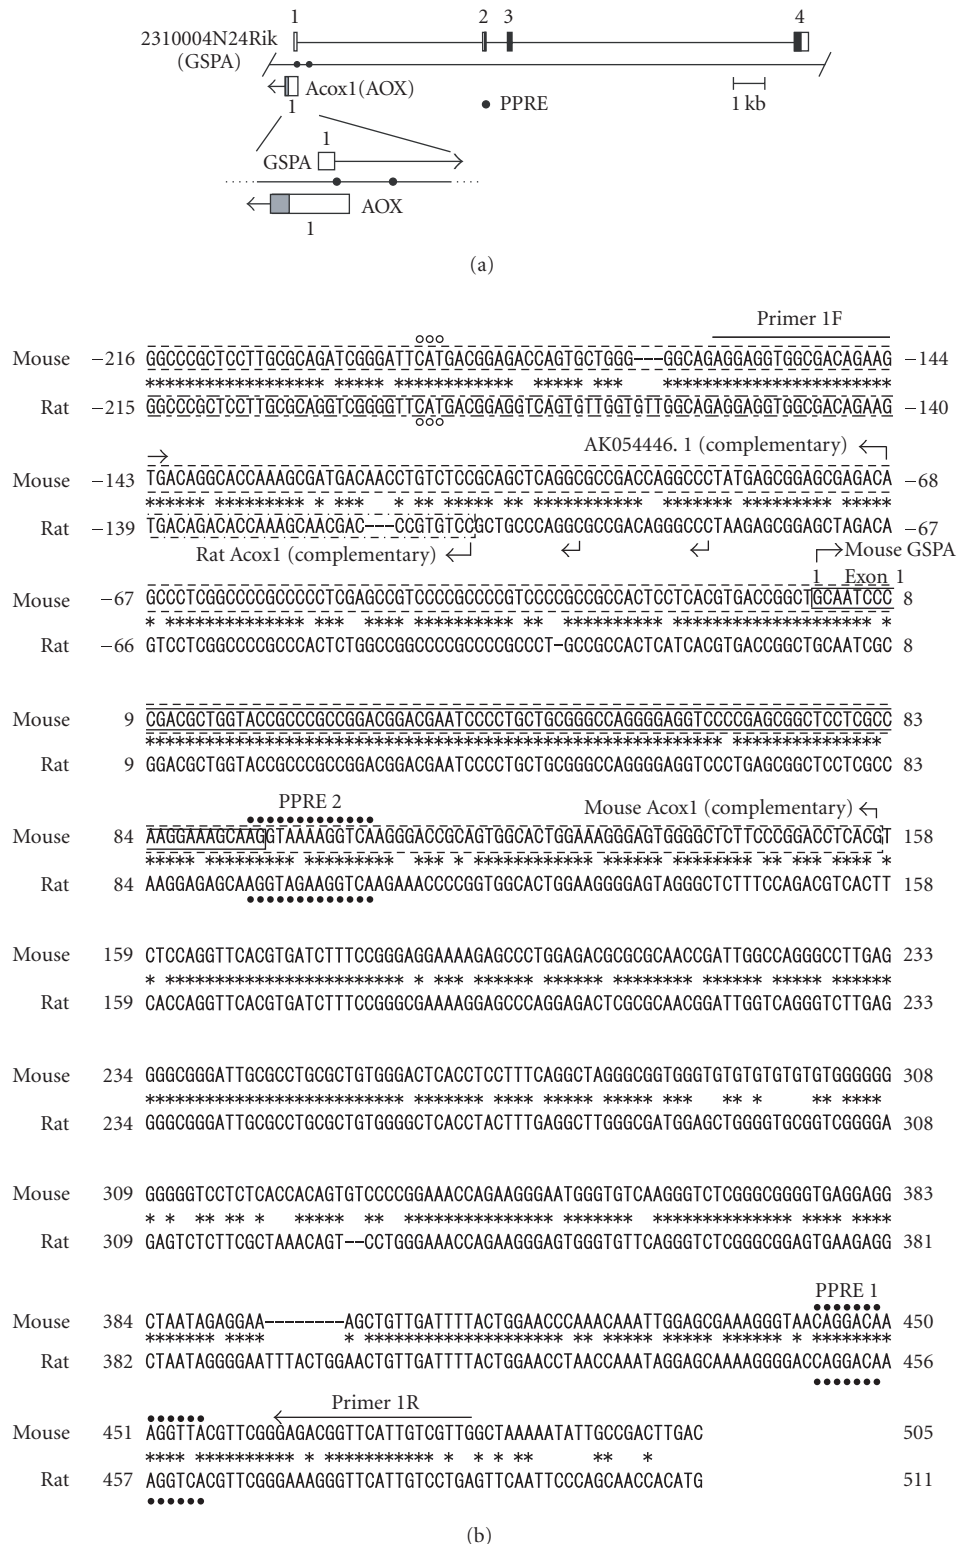 1 2 3 4
2310004N24Rik
(GSPA)
Acox1(AOX)
1
PPRE
1 kb
1
GSPA
AOX
1
(a)
Primer 1F
Mouse −216 GGCCCGCTCCTTGCGCAGATCGGGATTCATGACGGAGACCAGTGCTGGG---GGCAGAGGAGGTGGCGACAGAAG −144
Rat −215 GGCCCGCTCCTTGCGCAGGTCGGGGTTCATGACGGAGGTCAGTGTTGGTGTTGGCAGAGGAGGTGGCGACAGAAG −140
AK054446. 1 (complementary)
Mouse −143 TGACAGGCACCAAAGCGATGACAACCTGTCTCCGCAGCTCAGGCGCCGACCAGGCCCTATGAGCGGAGCGAGACA −68
Rat −139 TGACAGACACCAAAGCAACGAC---CCGTGTCCGCTGCCCAGGCGCCGACAGGGCCCTAAGAGCGGAGCTAGACA −67
Rat Acox1 (complementary)
Mouse GSPA
1 Exon 1
Mouse −67 GCCCTCGGCCCCGCCCCCTCGAGCCGTCCCCGCCCCGTCCCCGCCGCCACTCCTCACGTGACCGGCTGCAATCCC 8
Rat −66 GTCCTCGGCCCCGCCCACTCTGGCCGGCCCCGCCCCGCCCT-GCCGCCACTCATCACGTGACCGGCTGCAATCGC 8
Mouse 9 CGACGCTGGTACCGCCCGCCGGACGGACGAATCCCCTGCTGCGGGCCAGGGGAGGTCCCCGAGCGGCTCCTCGCC 83
Rat 9 GGACGCTGGTACCGCCCGCCGGACGGACGAATCCCCTGCTGCGGGCCAGGGGAGGTCCCTGAGCGGCTCCTCGCC 83
PPRE 2
Mouse Acox1 (complementary)
Mouse 84 AAGGAAAGCAAGGTAAAAGGTCAAGGGACCGCAGTGGCACTGGAAAGGGAGTGGGGCTCTTCCCGGACCTCACGT 158
Rat 84 AAGGAGAGCAAGGTAGAAGGTCAAGAAACCCCGGTGGCACTGGAAGGGGAGTAGGGCTCTTTCCAGACGTCACTT 158
Mouse 159 CTCCAGGTTCACGTGATCTTTCCGGGAGGAAAAGAGCCCTGGAGACGCGCGCAACCGATTGGCCAGGGCCTTGAG 233
Rat 159 CACCAGGTTCACGTGATCTTTCCGGGCGAAAAGGAGCCCAGGAGACTCGCGCAACGGATTGGTCAGGGTCTTGAG 233
Mouse 234 GGGCGGGATTGCGCCTGCGCTGTGGGACTCACCTCCTTTCAGGCTAGGGCGGTGGGTGTGTGTGTGTGTGGGGGG 308
Rat 234 GGGCGGGATTGCGCCTGCGCTGTGGGGCTCACCTACTTTGAGGCTTGGGCGATGGAGCTGGGGTGCGGTCGGGGA 308
Mouse 309 GGGGGTCCTCTCACCACAGTGTCCCCGGAAACCAGAAGGGAATGGGTGTCAAGGGTCTCGGGCGGGGTGAGGAGG 383
Rat 309 GAGTCTCTTCGCTAAACAGT--CCTGGGAAACCAGAAGGGAGTGGGTGTTCAGGGTCTCGGGCGGAGTGAAGAGG 381
PPRE 1
Mouse 384 CTAATAGAGGAA--------AGCTGTTGATTTTACTGGAACCCAAACAAATTGGAGCGAAAGGGTAACAGGACAA 450
Rat 382 CTAATAGGGGAATTTACTGGAACTGTTGATTTTACTGGAACCTAACCAAATAGGAGCAAAAGGGGACCAGGACAA 456
Primer 1R
Mouse 451 AGGTTACGTTCGGGAGACGGTTCATTGTCGTTGGCTAAAAATATTGCCGACTTGAC 505
Rat 457 AGGTCACGTTCGGGAAAGGGTTCATTGTCCTGAGTTCAATTCCCAGCAACCACATG 511
(b)